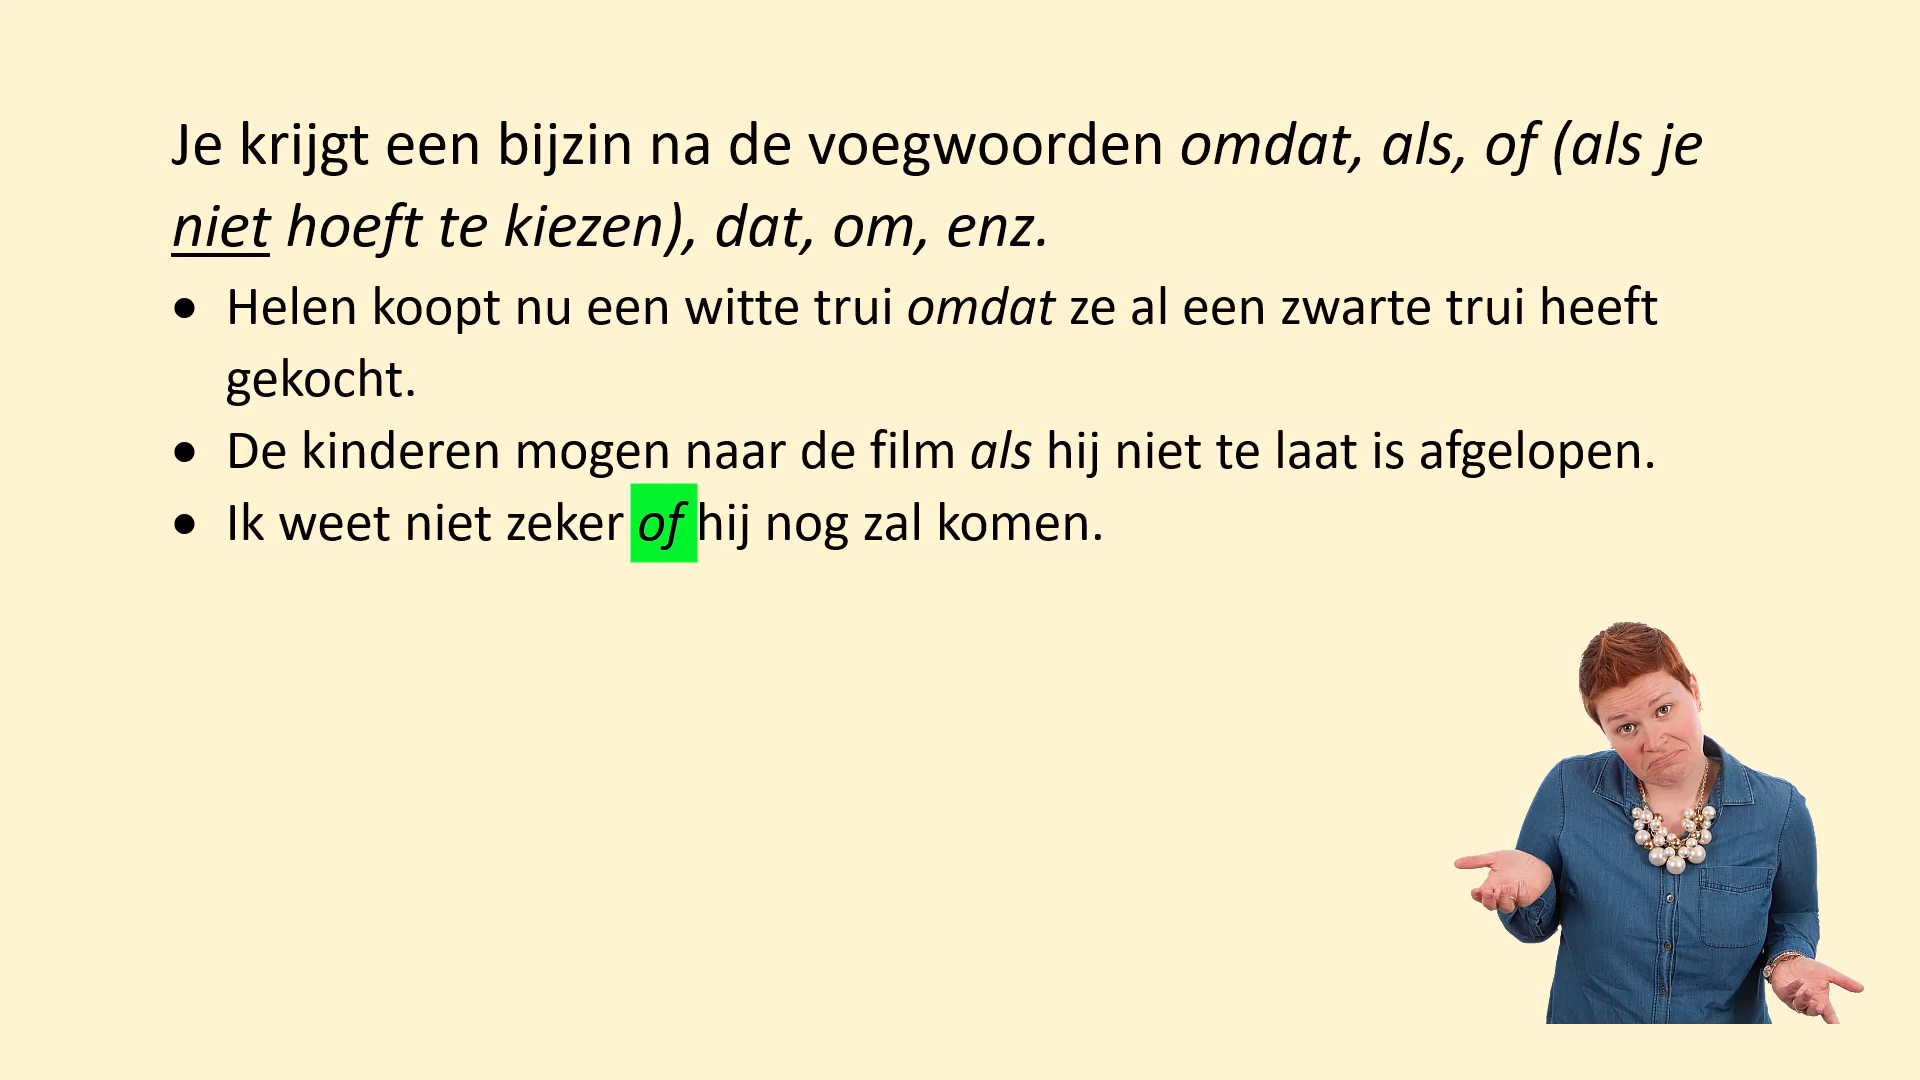 Je krijgt een bijzin na de voegwoorden omdat, als, of (als je
niet hoeft te kiezen), dat, om, enz.
• Helen koopt nu een witte trui omdat ze al een zwarte trui heeft
gekocht.
• De kinderen mogen naar de film als hij niet te laat is afgelopen.
• Ik weet niet zeker of hij nog zal komen.